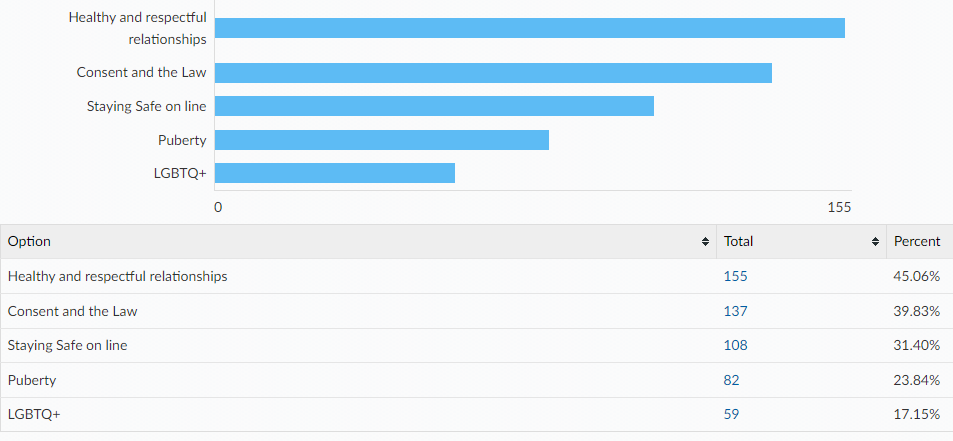 Healthy and respectful
relationships
Consent and the Law
Staying Safe on line
Puberty
LGBTQ+
0 155
Option Total Percent
Healthy and respectful relationships 155 45.06%
Consent and the Law 137 39.83%
Staying Safe on line 108 31.40%
Puberty 82 23.84%
LGBTQ+ 59 17.15%